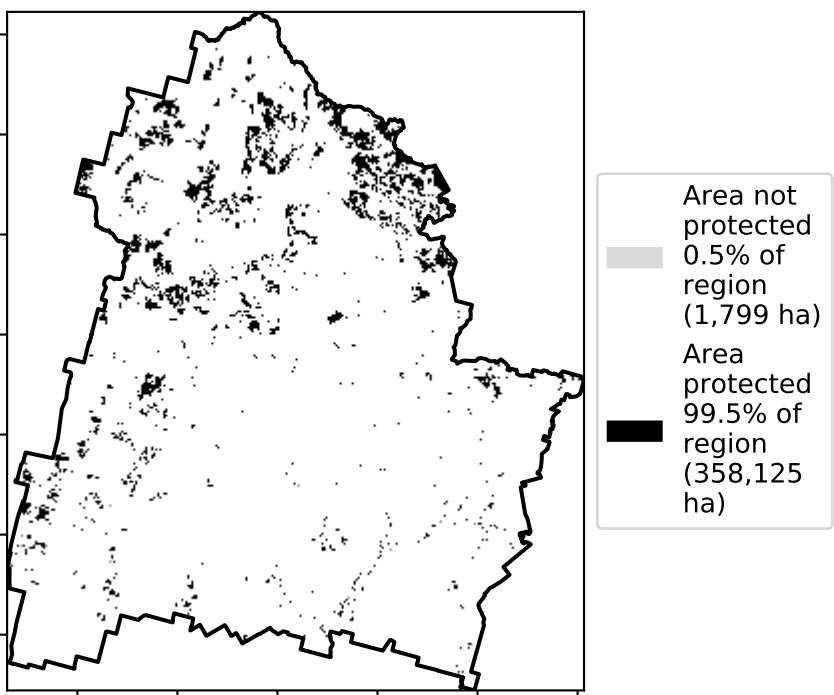 Area not
protected
0.5% of
region
(1,799 ha)
Area
protected
99.5% of
region
(358,125
ha)